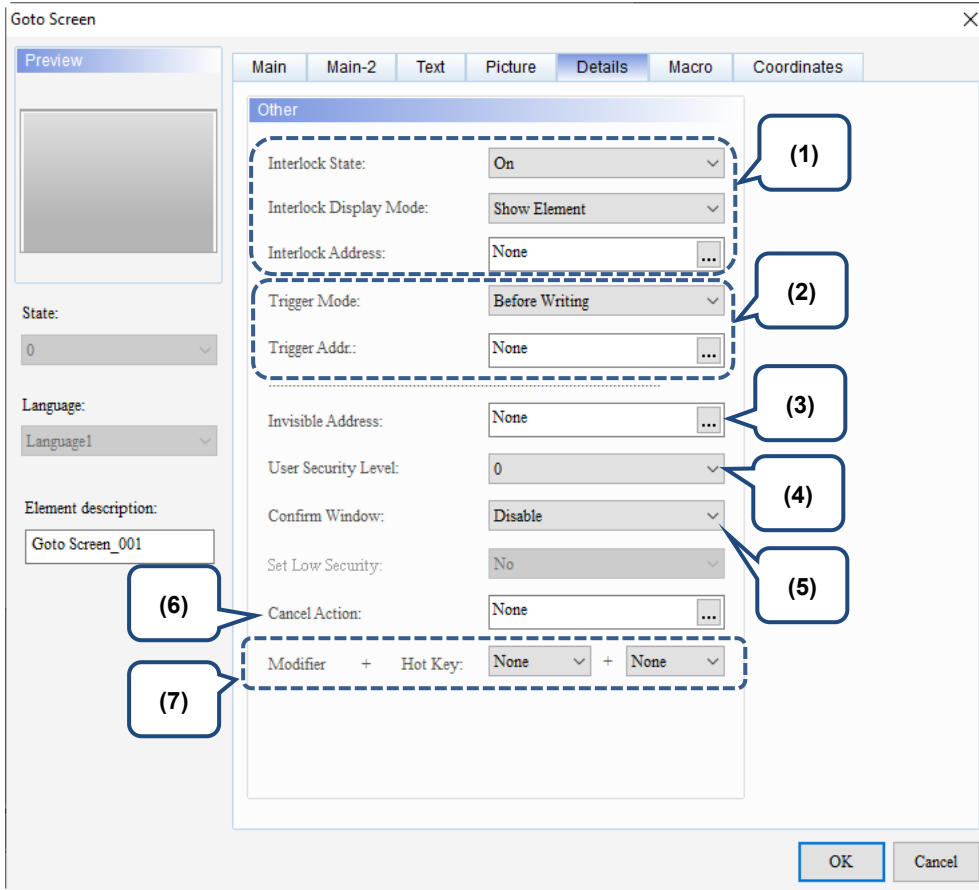 Goto Screen
Preview
Main Main-2 Text Picture Details Macro Coordinates
Other
Interlock State: On
(1)
Interlock Display Mode: Show Element
Interlock Address: None ...
Trigger Mode: Before Writing
(2)
State:
0
Trigger Addr.: None ...
Language:
Language1
Invisible Address: None ...
(3)
User Security Level: 0
(4)
Element description:
Goto Screen_001
Confirm Window: Disable
(5)
Set Low Security: No
(6)
Cancel Action: None ...
Modifier + Hot Key: None + None
(7)
OK Cancel